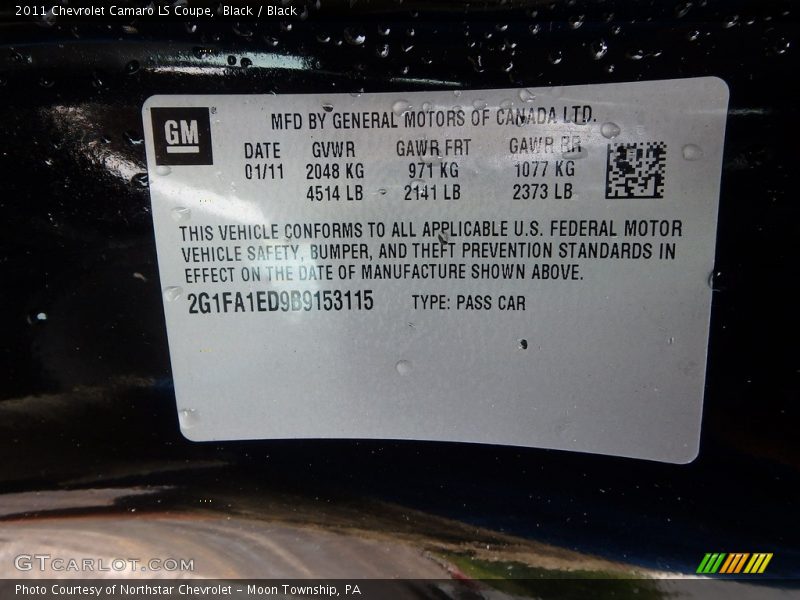 2011 Chevrolet Camaro LS Coupe, Black / Black
GM
MFD BY GENERAL MOTORS OF CANADA LTD.
DATE GVWR GAWR FRT GAWR RR
01/11 2048 KG 971 KG 1077 KG
4514 LB 2141 LB 2373 LB
THIS VEHICLE CONFORMS TO ALL APPLICABLE U.S. FEDERAL MOTOR
VEHICLE SAFETY, BUMPER, AND THEFT PREVENTION STANDARDS IN
EFFECT ON THE DATE OF MANUFACTURE SHOWN ABOVE.
2G1FA1ED9B9153115 TYPE: PASS CAR
GTCARLOT.COM
Photo Courtesy of Northstar Chevrolet - Moon Township, PA